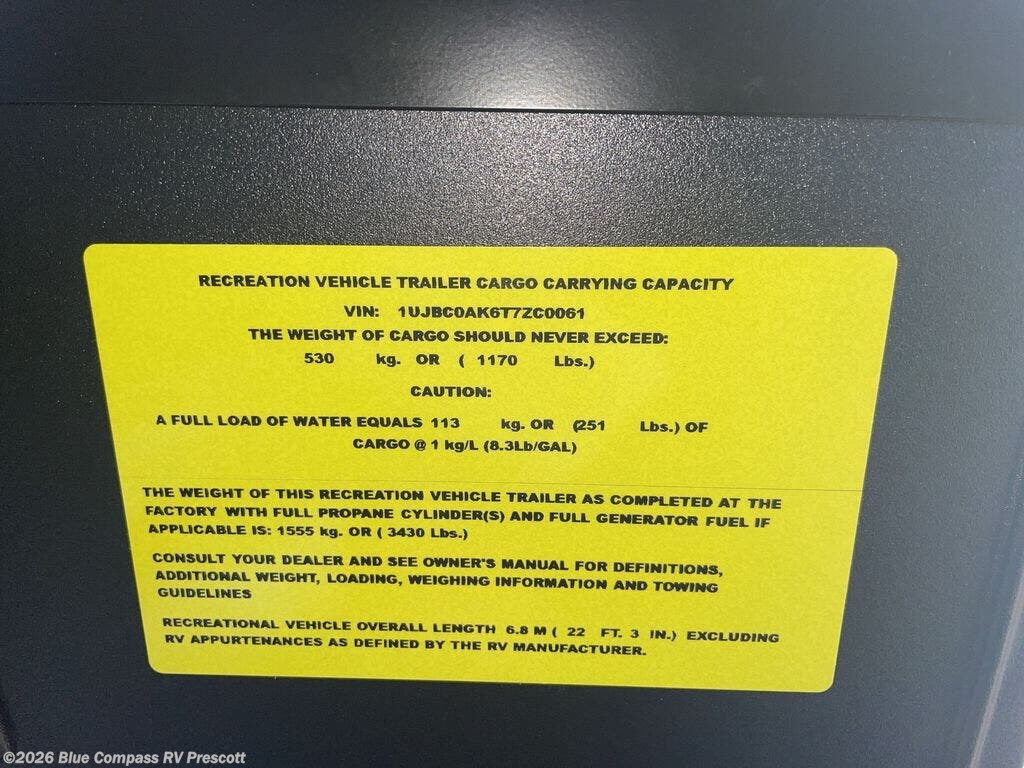 RECREATION VEHICLE TRAILER CARGO CARRYING CAPACITY
VIN: 1UJBC0AK6T7ZC0061
THE WEIGHT OF CARGO SHOULD NEVER EXCEED:
530 kg. OR ( 1170 Lbs.)
CAUTION:
A FULL LOAD OF WATER EQUALS 113 kg. OR (251 Lbs.) OF
CARGO @ 1 kg/L (8.3Lb/GAL)
THE WEIGHT OF THIS RECREATION VEHICLE TRAILER AS COMPLETED AT THE
FACTORY WITH FULL PROPANE CYLINDER(S) AND FULL GENERATOR FUEL IF
APPLICABLE IS: 1555 kg. OR ( 3430 Lbs.)
CONSULT YOUR DEALER AND SEE OWNER'S MANUAL FOR DEFINITIONS,
ADDITIONAL WEIGHT, LOADING, WEIGHING INFORMATION AND TOWING
GUIDELINES
RECREATIONAL VEHICLE OVERALL LENGTH 6.8 M ( 22 FT. 3 IN.) EXCLUDING
RV APPURTENANCES AS DEFINED BY THE RV MANUFACTURER.
©2026 Blue Compass RV Prescott